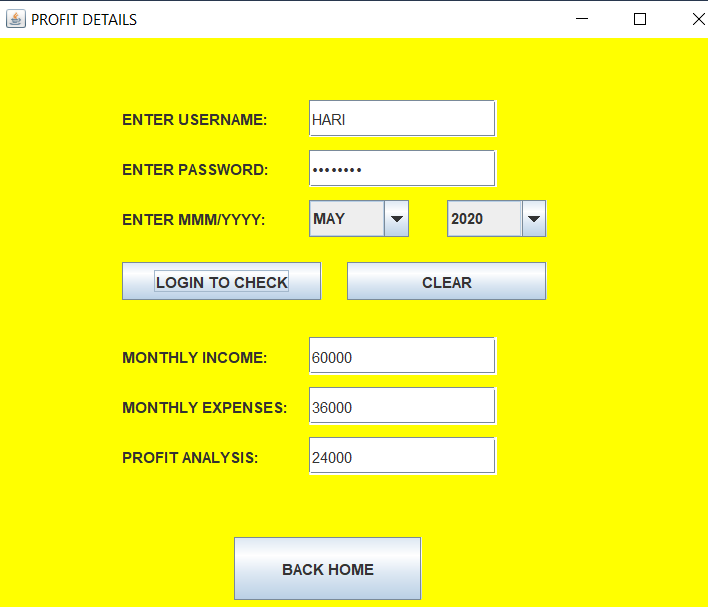 PROFIT DETAILS
ENTER USERNAME: HARI
ENTER PASSWORD: ••••••••
ENTER MMM/YYYY: MAY 2020
LOGIN TO CHECK CLEAR
MONTHLY INCOME: 60000
MONTHLY EXPENSES: 36000
PROFIT ANALYSIS: 24000
BACK HOME